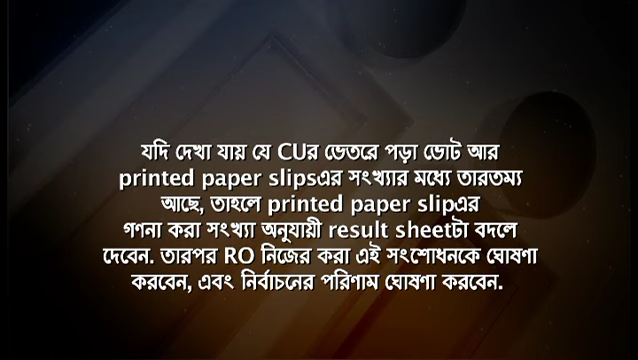 যদি দেখা যায় যে CUর ভেতরে পড়া ভোট আর
printed paper slipsএর সংখ্যার মধ্যে তারতম্য
আছে, তাহলে printed paper slipএর
গণনা করা সংখ্যা অনুযায়ী result sheetটা বদলে
দেবেন. তারপর RO নিজের করা এই সংশোধনকে ঘোষণা
করবেন, এবং নির্বাচনের পরিণাম ঘোষণা করবেন.